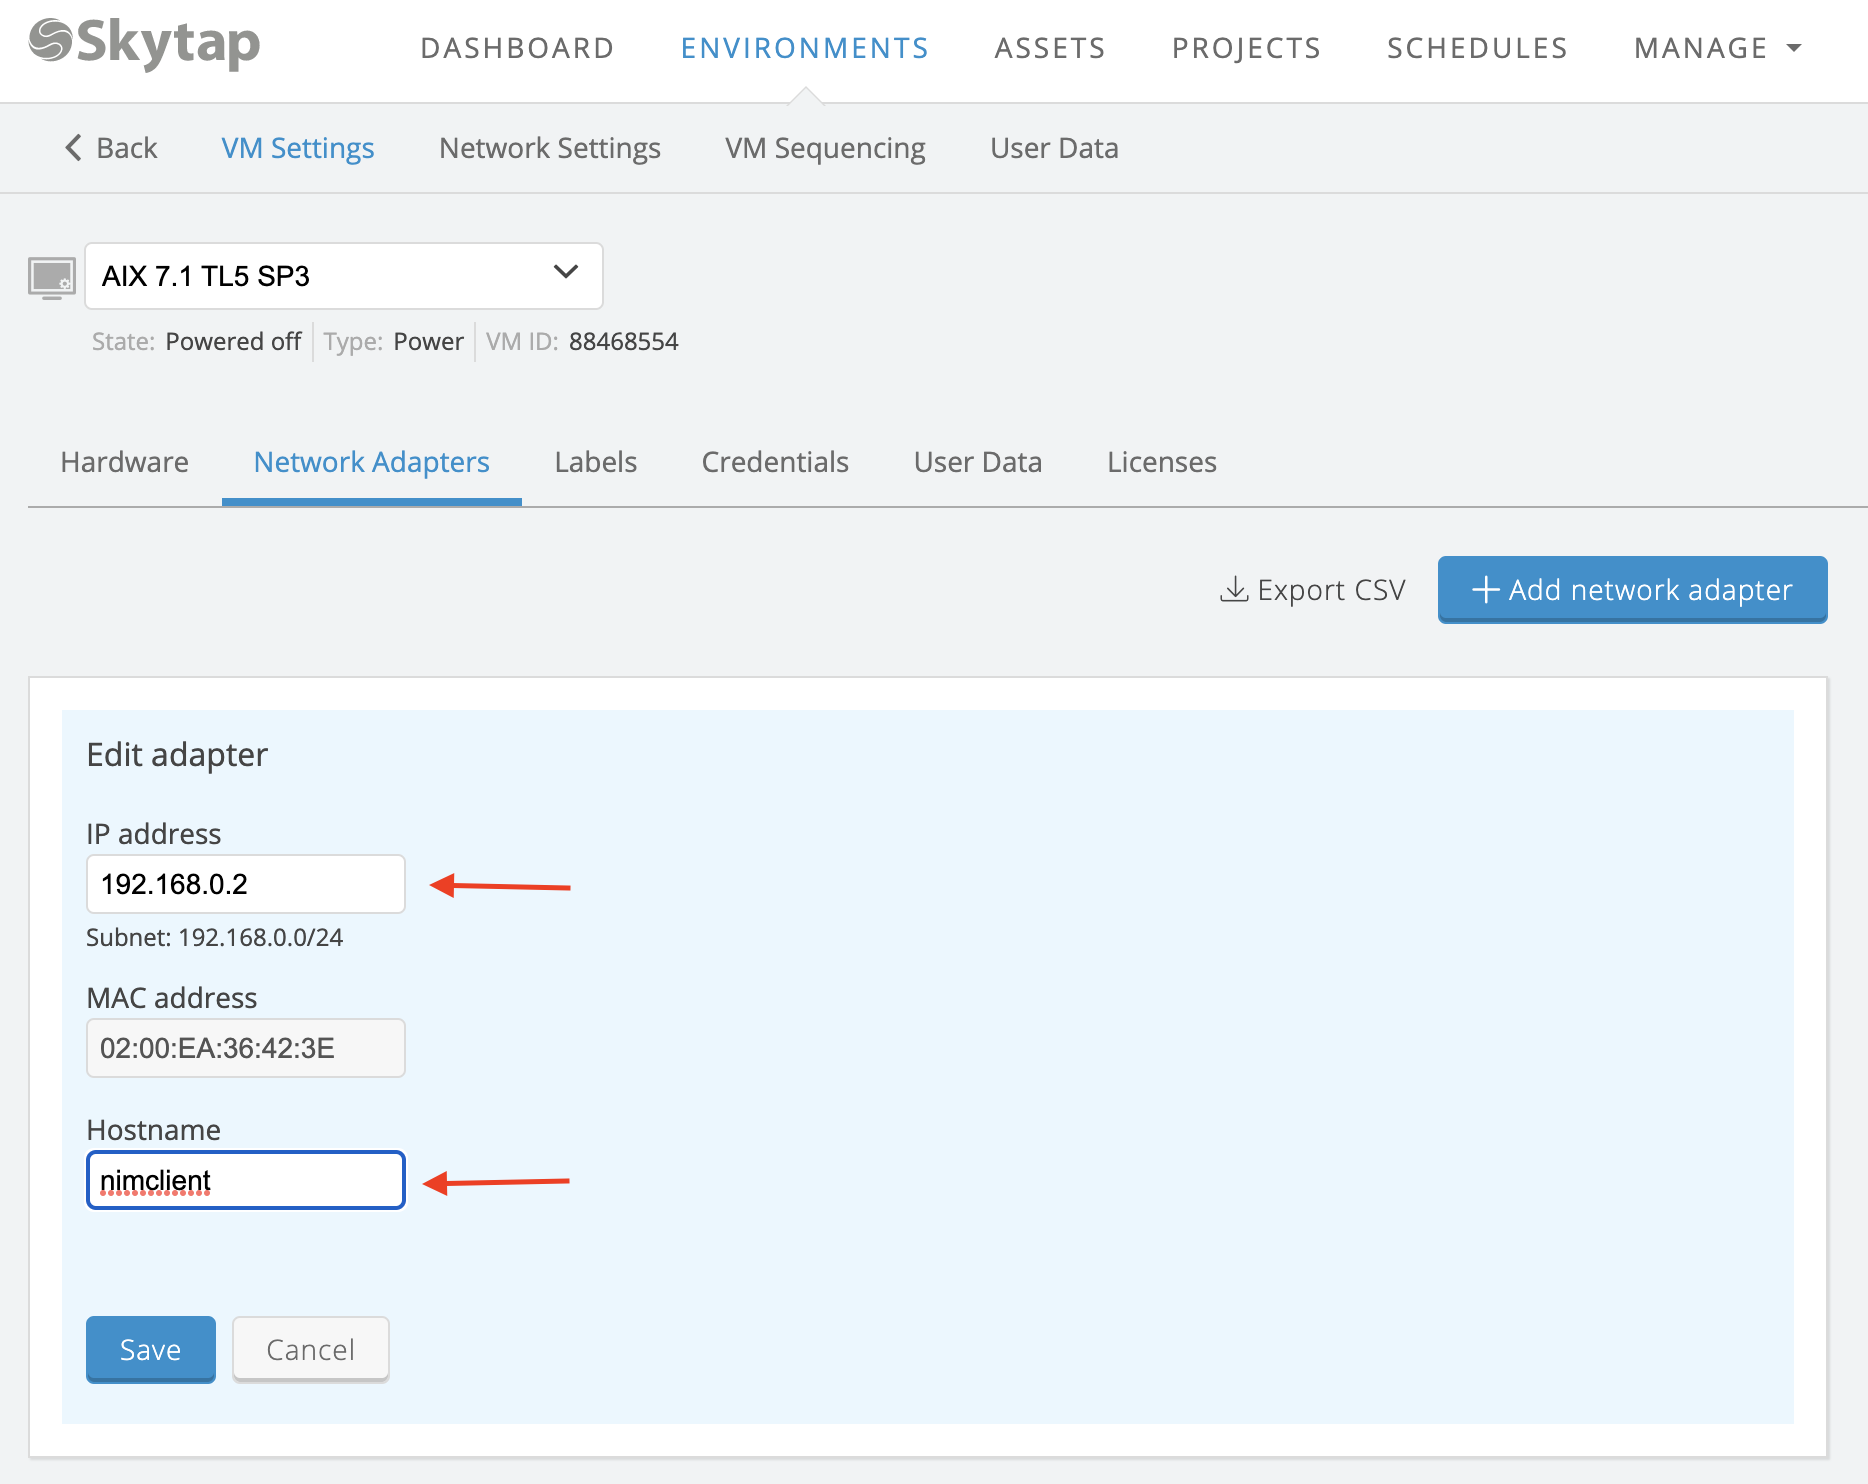 Skytap
DASHBOARD ENVIRONMENTS ASSETS PROJECTS SCHEDULES MANAGE
Back VM Settings Network Settings VM Sequencing User Data
AIX 7.1 TL5 SP3
State: Powered off Type: Power VM ID: 88468554
Hardware Network Adapters Labels Credentials User Data Licenses
Export CSV + Add network adapter
Edit adapter
IP address
192.168.0.2
Subnet: 192.168.0.0/24
MAC address
02:00:EA:36:42:3E
Hostname
nimclient
Save Cancel